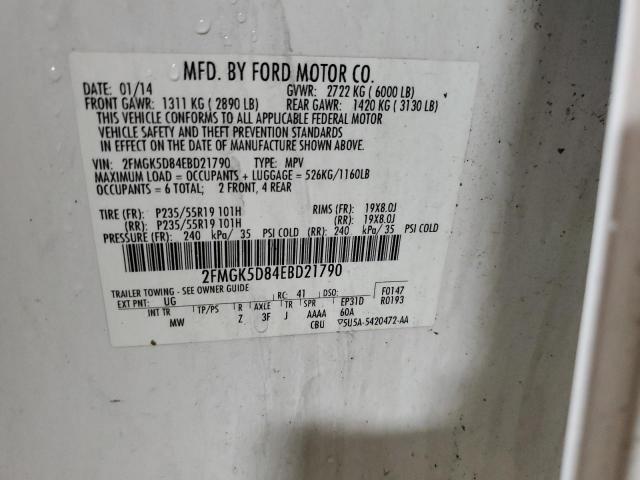 MFD. BY FORD MOTOR CO.
DATE: 01/14 GVWR: 2722 KG ( 6000 LB)
FRONT GAWR: 1311 KG ( 2890 LB) REAR GAWR: 1420 KG ( 3130 LB)
THIS VEHICLE CONFORMS TO ALL APPLICABLE FEDERAL MOTOR
VEHICLE SAFETY AND THEFT PREVENTION STANDARDS
IN EFFECT ON THE DATE OF MANUFACTURE SHOWN ABOVE.
VIN: 2FMGK5D84EBD21790 TYPE: MPV
MAXIMUM LOAD = OCCUPANTS + LUGGAGE = 526KG/1160LB
OCCUPANTS = 6 TOTAL; 2 FRONT, 4 REAR
TIRE (FR): P235/55R19 101H RIMS (FR): 19X8.0J
(RR): P235/55R19 101H (RR): 19X8.0J
PRESSURE (FR): 240 kPa/ 35 PSI COLD (RR): 240 kPa/ 35 PSI COLD
2FMGK5D84EBD21790
TRAILER TOWING - SEE OWNER GUIDE
EXT PNT: UG RC: 41 DSO: F0147
EP31D R0193
INT TR TP/PS R AXLE TR SPR 60A
MW Z 3F J AAAA
CBU ▽5U5A-5420472-AA